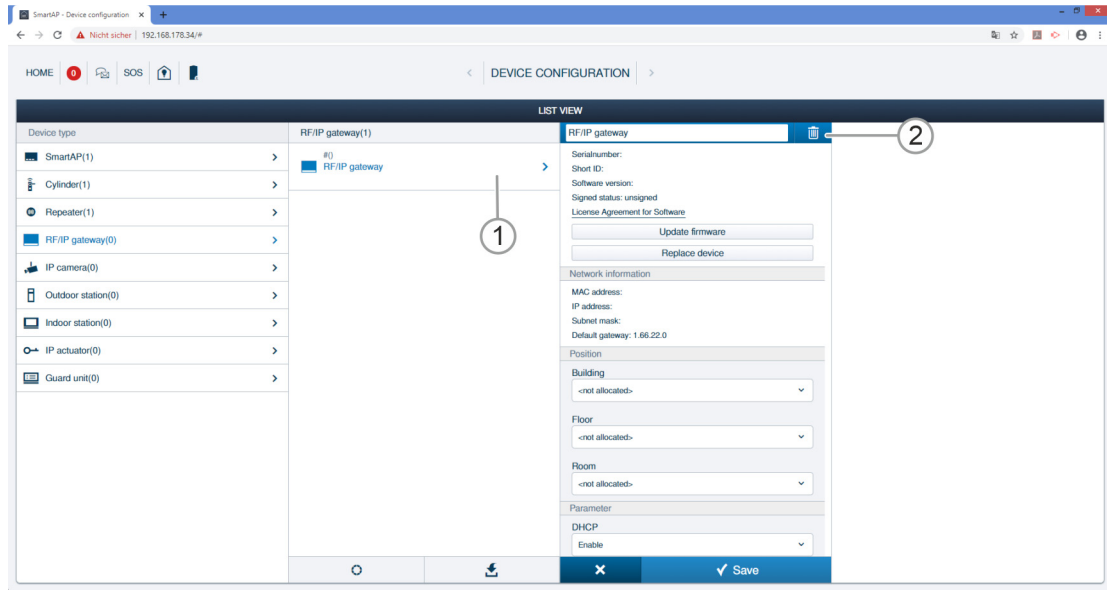 SmartAP - Device configuration
Nicht sicher | 192.168.178.34/#
HOME 0 SOS
DEVICE CONFIGURATION
LIST VIEW
Device type
SmartAP(1)
Cylinder(1)
Repeater(1)
RF/IP gateway(0)
IP camera(0)
Outdoor station(0)
Indoor station(0)
IP actuator(0)
Guard unit(0)
RF/IP gateway(1)
#()
RF/IP gateway
1
RF/IP gateway
2
Serialnumber:
Short ID:
Software version:
Signed status: unsigned
License Agreement for Software
Update firmware
Replace device
Network information
MAC address:
IP address:
Subnet mask:
Default gateway: 1.66.22.0
Position
Building
<not allocated>
Floor
<not allocated>
Room
<not allocated>
Parameter
DHCP
Enable
Save